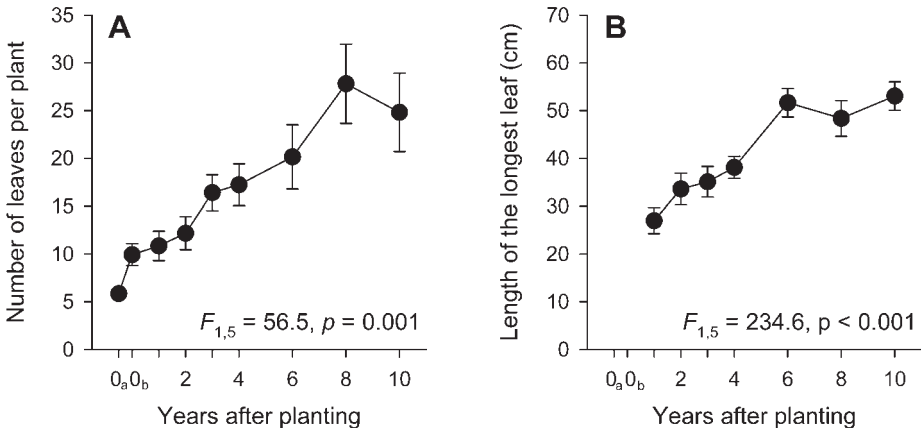 A
Number of leaves per plant
35
30
25
20
15
10
5
0
F1,5 = 56.5, p = 0.001
0a 0b 2 4 6 8 10
Years after planting
B
Length of the longest leaf (cm)
70
60
50
40
30
20
10
0
F1,5 = 234.6, p < 0.001
0a 0b 2 4 6 8 10
Years after planting